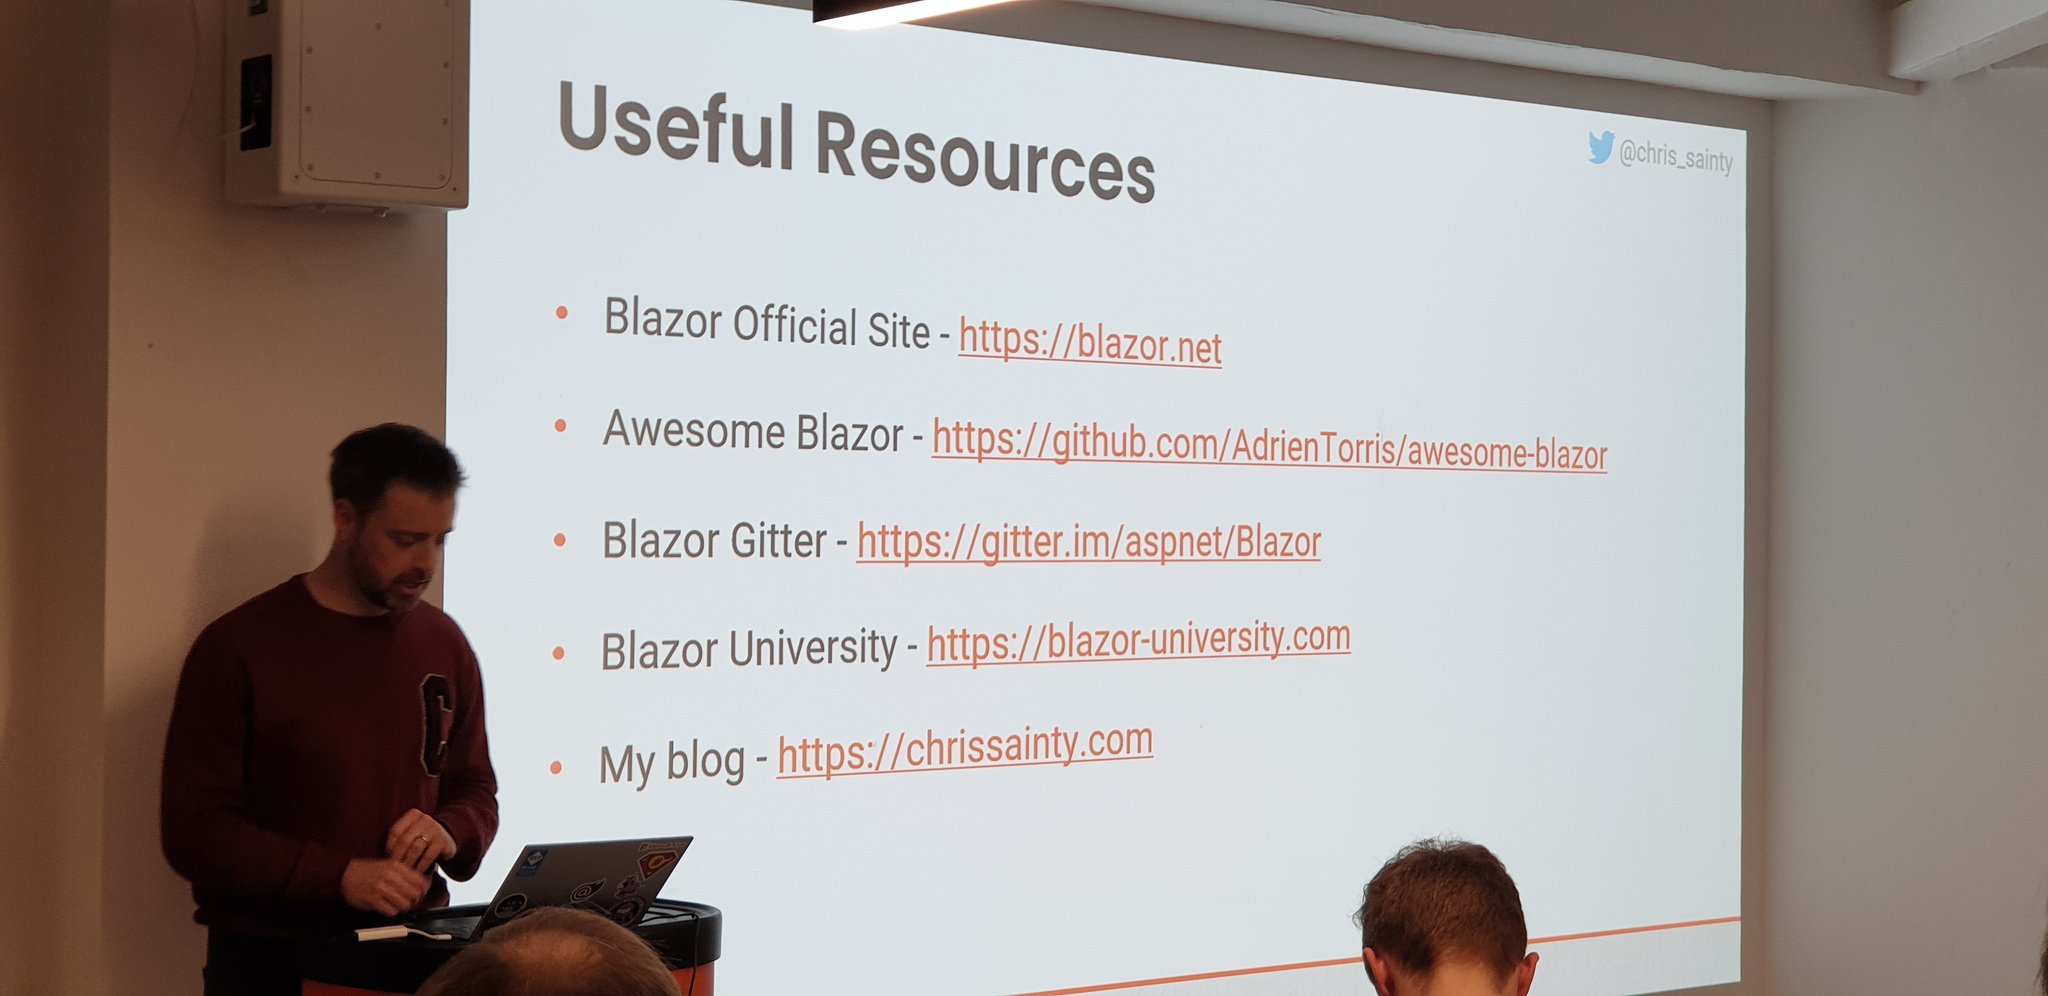 Useful Resources
@chris_sainty
• Blazor Official Site - https://blazor.net
• Awesome Blazor - https://github.com/AdrienTorris/awesome-blazor
• Blazor Gitter - https://gitter.im/aspnet/Blazor
• Blazor University - https://blazor-university.com
• My blog - https://chrissainty.com
C